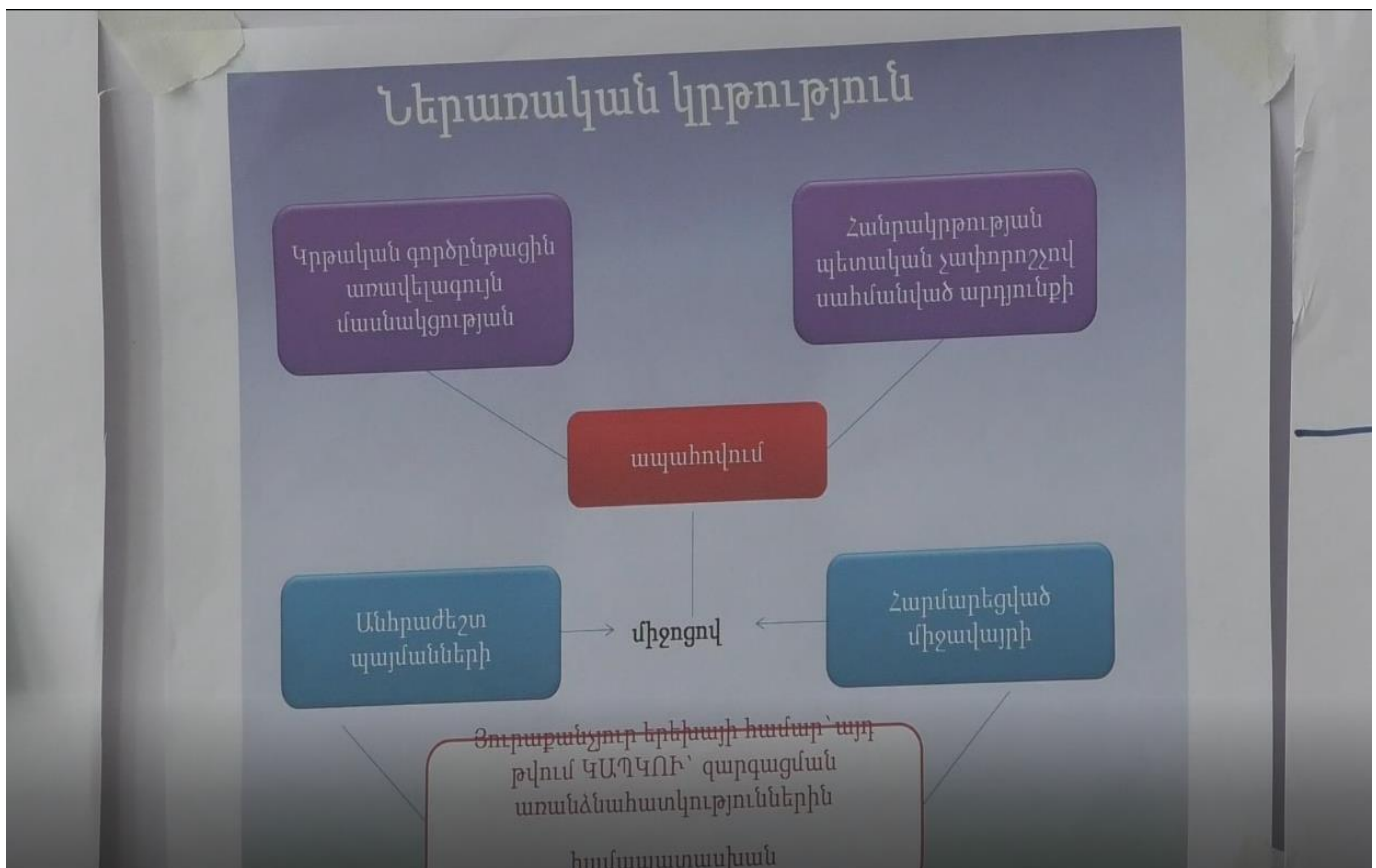 Ներառական կրթություն
Կրթական գործընթացին
առավելագույն
մասնակցության
Հանրակրթության
պետական չափորոշչով
սահմանված արդյունքի
ապահովում
Անհրաժեշտ
պայմանների
միջոցով
Հարմարեցված
միջավայրի
Յուրաքանչյուր երեխայի համար՝ այդ
թվում ԿԱՊԿՈՒ՝ զարգացման
առանձնահատկություններին
համապատասխան